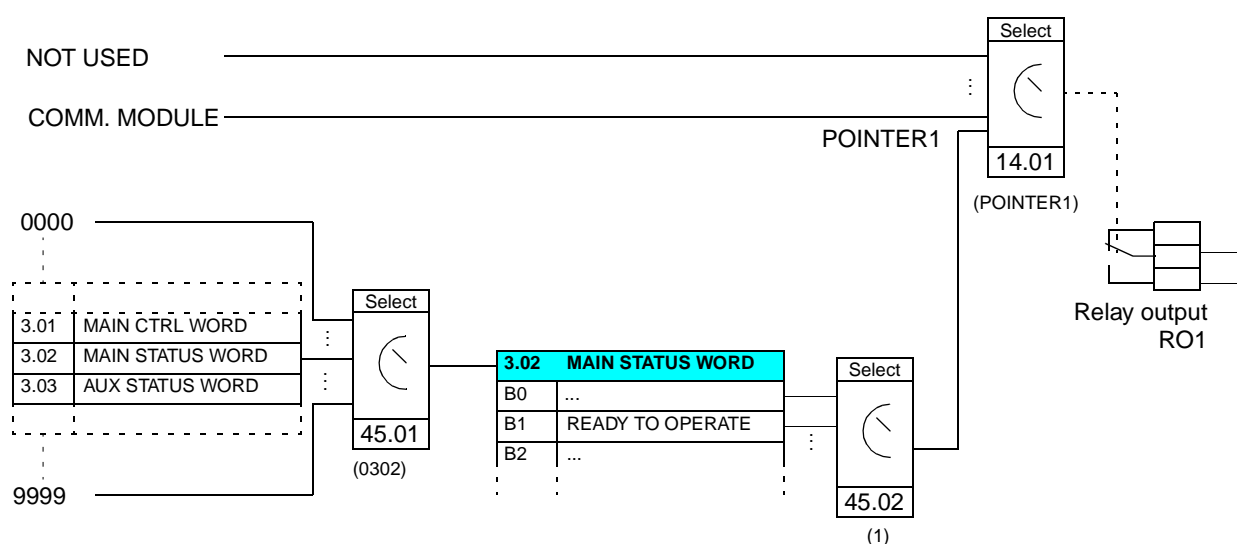 Select
NOT USED
COMM. MODULE
POINTER1
14.01
(POINTER1)
0000
Select
3.01 MAIN CTRL WORD
3.02 MAIN STATUS WORD
3.03 AUX STATUS WORD
45.01
(0302)
9999
3.02 MAIN STATUS WORD
B0 ...
B1 READY TO OPERATE
B2 ...
Select
45.02
(1)
Relay output
RO1